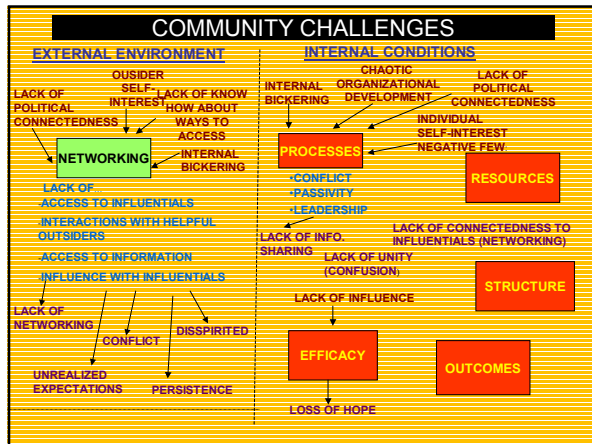 COMMUNITY CHALLENGES
EXTERNAL ENVIRONMENT
OUSIDER
SELF-
INTEREST
LACK OF
POLITICAL
CONNECTEDNESS
LACK OF KNOW
HOW ABOUT
WAYS TO
ACCESS
NETWORKING
INTERNAL
BICKERING
LACK OF…
-ACCESS TO INFLUENTIALS
-INTERACTIONS WITH HELPFUL
OUTSIDERS
-ACCESS TO INFORMATION
-INFLUENCE WITH INFLUENTIALS
LACK OF
NETWORKING
CONFLICT
DISSPIRITED
UNREALIZED
EXPECTATIONS
PERSISTENCE
INTERNAL CONDITIONS
INTERNAL
BICKERING
CHAOTIC
ORGANIZATIONAL
DEVELOPMENT
LACK OF
POLITICAL
CONNECTEDNESS
INDIVIDUAL
SELF-INTEREST
NEGATIVE FEW:
PROCESSES
RESOURCES
•CONFLICT
•PASSIVITY
•LEADERSHIP
LACK OF INFO.
SHARING
LACK OF CONNECTEDNESS TO
INFLUENTIALS (NETWORKING)
LACK OF UNITY
(CONFUSION)
STRUCTURE
LACK OF INFLUENCE
EFFICACY
OUTCOMES
LOSS OF HOPE